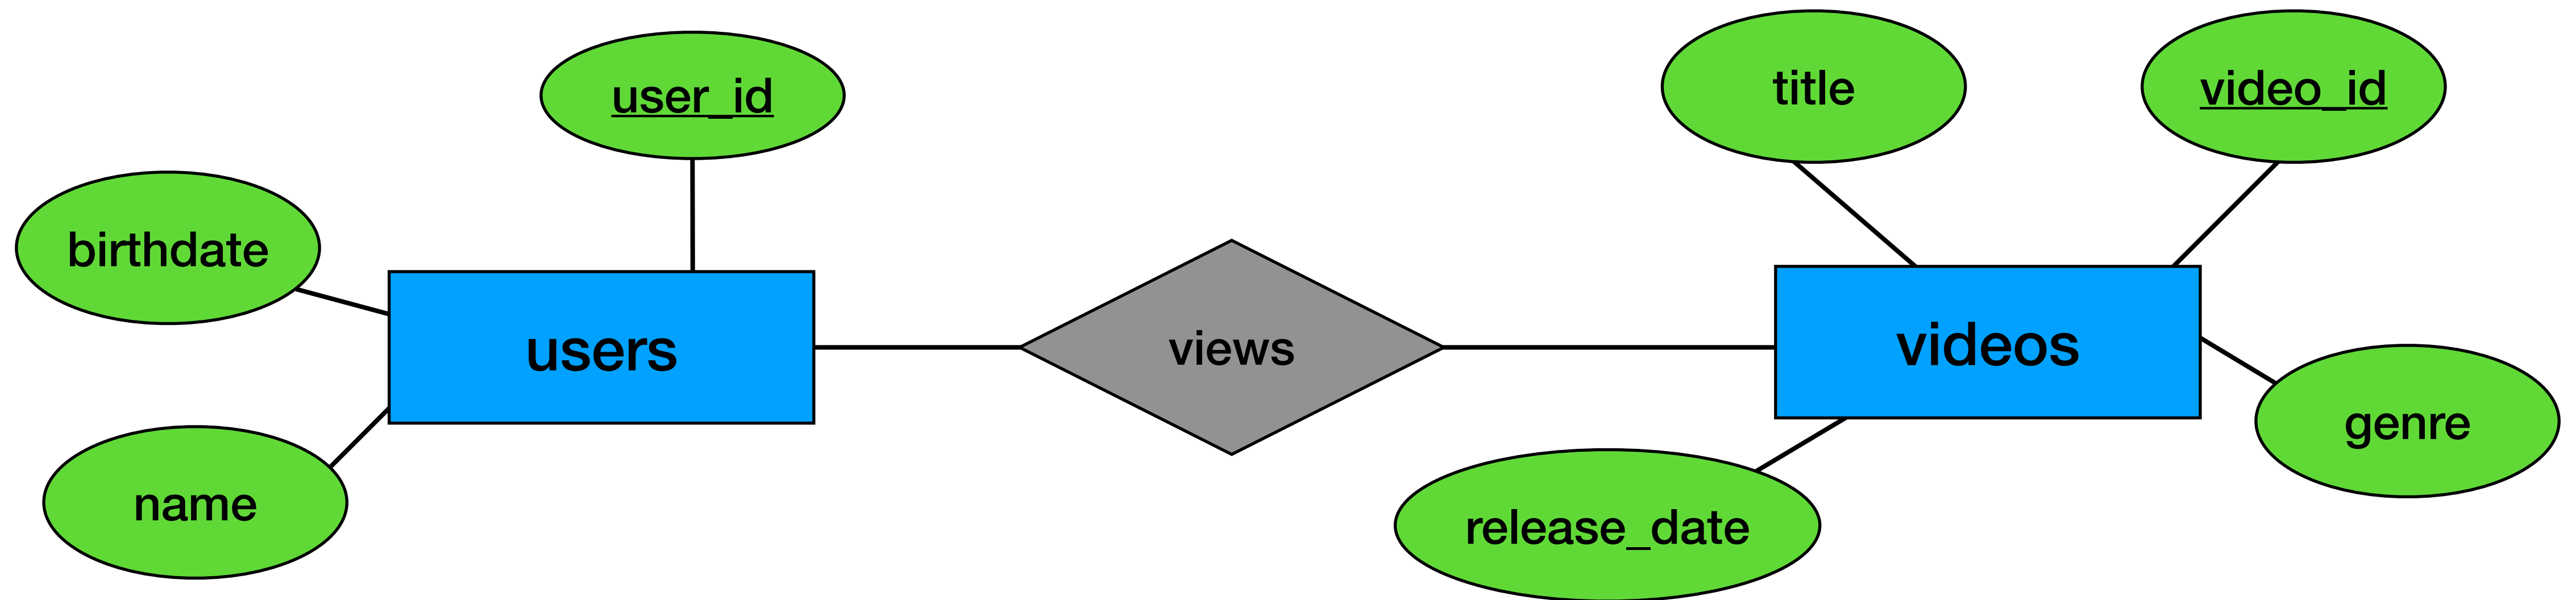 user_id
birthdate
users
name
views
title
video_id
videos
genre
release_date